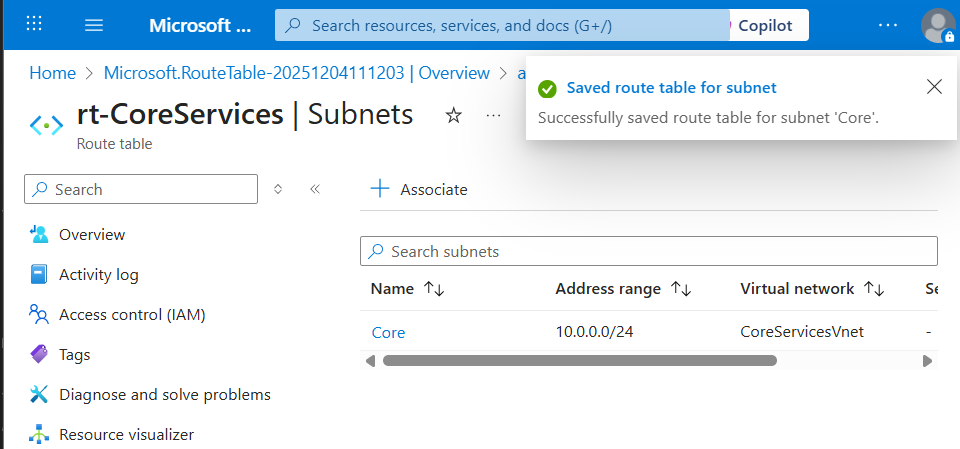 Microsoft ...
Search resources, services, and docs (G+/)
Copilot
...
Home > Microsoft.RouteTable-20251204111203 | Overview > a
Saved route table for subnet
Successfully saved route table for subnet 'Core'.
rt-CoreServices | Subnets
...
Route table
Search
Associate
Overview
Activity log
Access control (IAM)
Tags
Diagnose and solve problems
Resource visualizer
Search subnets
Name Address range Virtual network Se
Core 10.0.0.0/24 CoreServicesVnet -